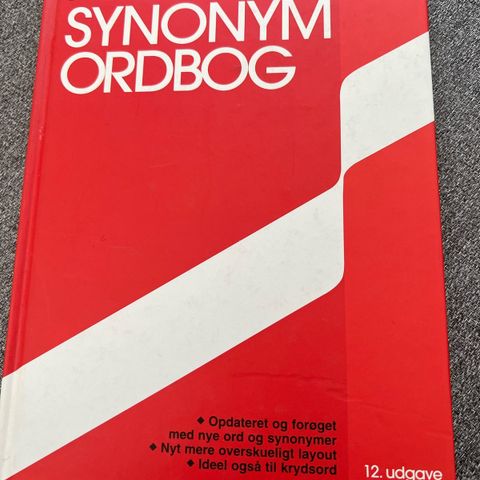 SYNONYM
ORDBOG
◆ Opdateret og forøget
med nye ord og synonymer
◆ Nyt mere overskueligt layout
◆ Ideel også til krydsord
12. udgave